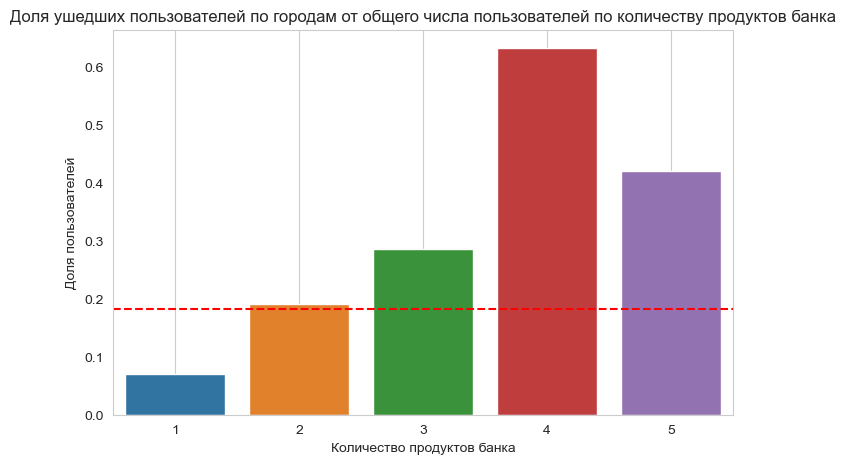 Доля ушедших пользователей по городам от общего числа пользователей по количеству продуктов банка
Доля пользователей
0.6
0.5
0.4
0.3
0.2
0.1
0.0
1 2 3 4 5
Количество продуктов банка